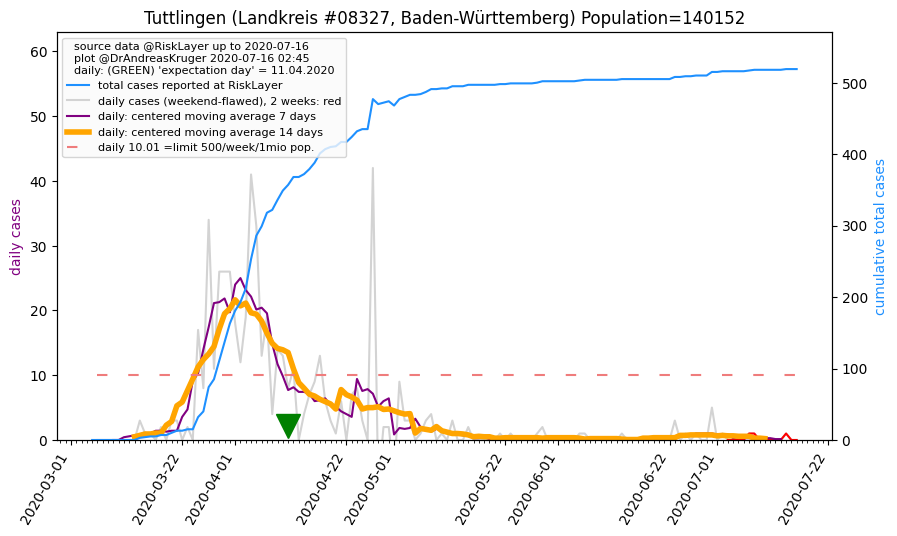 Tuttlingen (Landkreis #08327, Baden-Württemberg) Population=140152
source data @RiskLayer up to 2020-07-16
plot @DrAndreasKruger 2020-07-16 02:45
daily: (GREEN) 'expectation day' = 11.04.2020
total cases reported at RiskLayer
daily cases (weekend-flawed), 2 weeks: red
daily: centered moving average 7 days
daily: centered moving average 14 days
daily 10.01 =limit 500/week/1mio pop.
daily cases
60
50
40
30
20
10
0
cumulative total cases
500
400
300
200
100
0
2020-03-01
2020-03-22
2020-04-01
2020-04-22
2020-05-01
2020-05-22
2020-06-01
2020-06-22
2020-07-01
2020-07-22